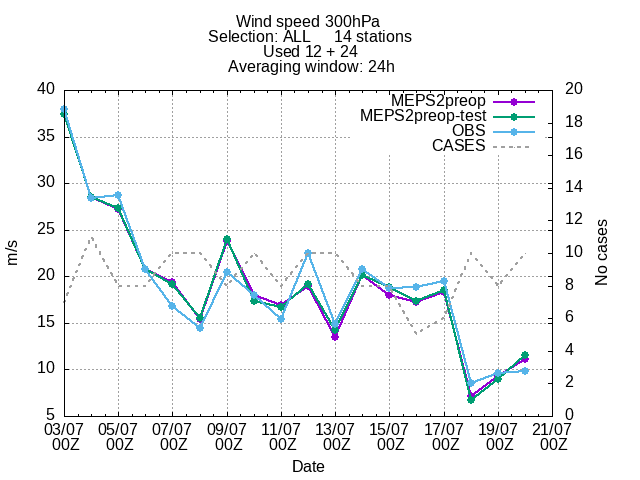 Wind speed 300hPa
Selection: ALL 14 stations
Used 12 + 24
Averaging window: 24h
40
35
30
25
20
15
10
5
m/s
20
18
16
14
12
10
8
6
4
2
0
No cases
MEPS2preop
MEPS2preop-test
OBS
CASES
03/07 05/07 07/07 09/07 11/07 13/07 15/07 17/07 19/07 21/07
00Z 00Z 00Z 00Z 00Z 00Z 00Z 00Z 00Z 00Z
Date